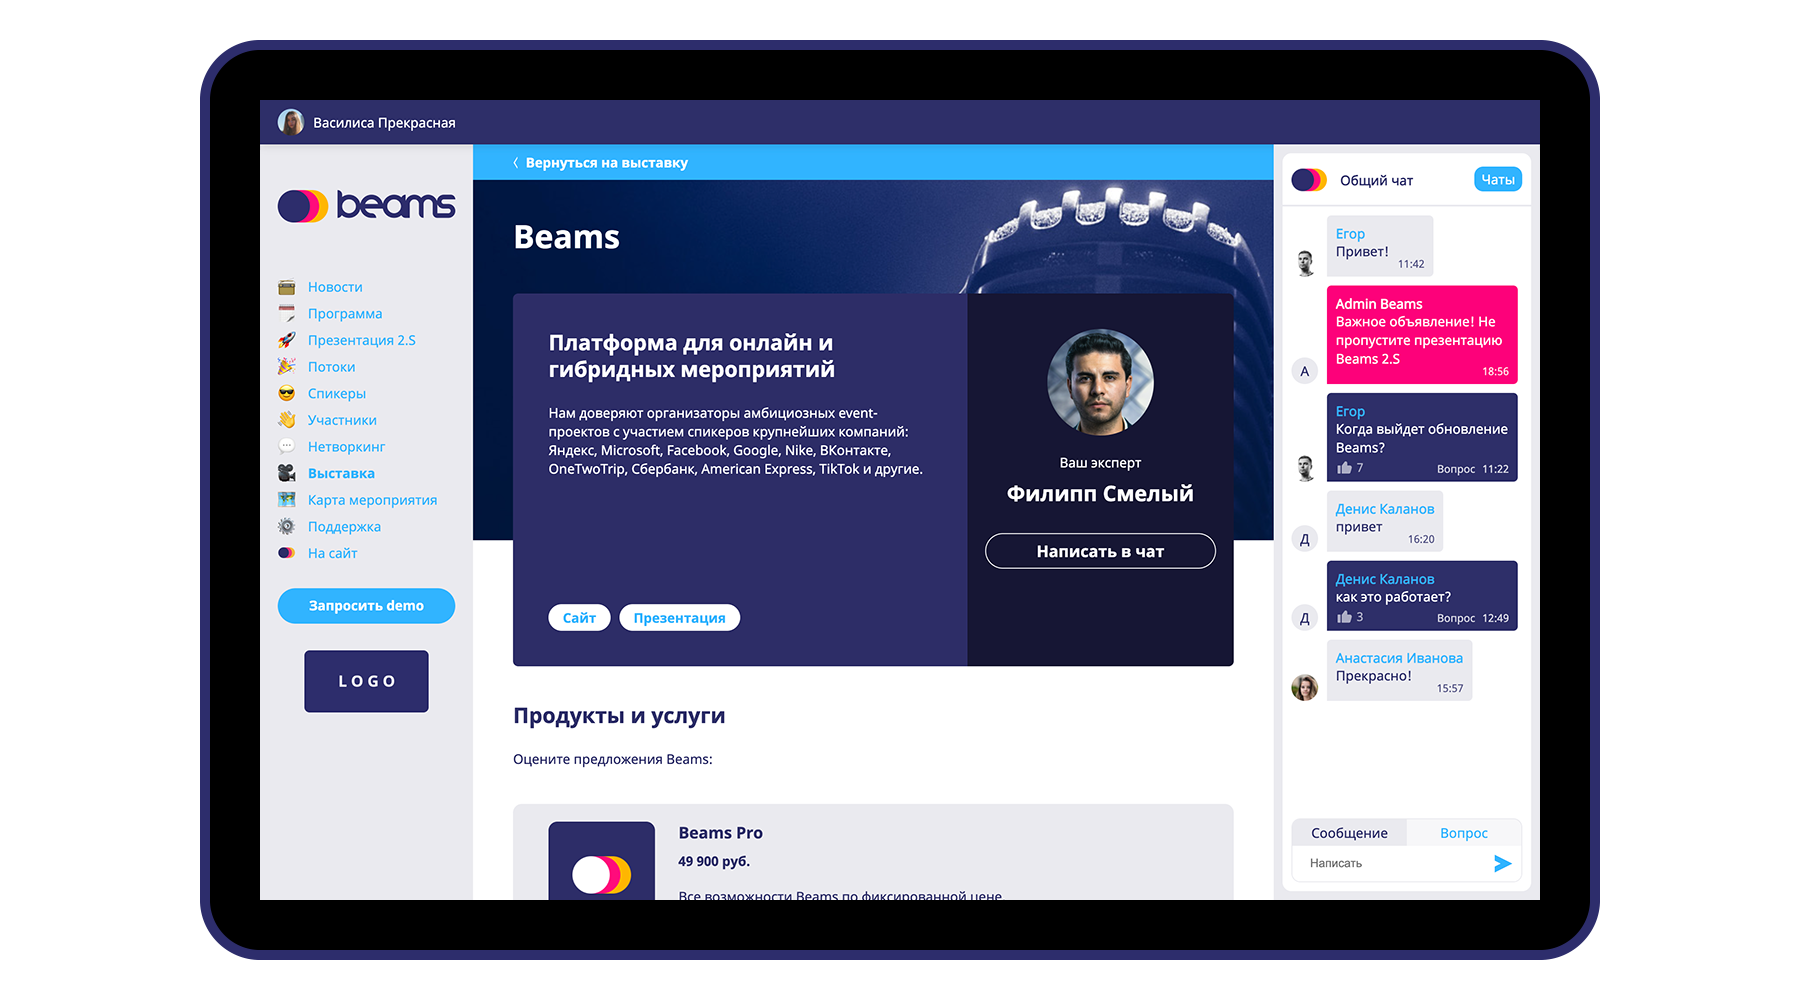 Василиса Прекрасная
beams
Новости
Программа
Презентация 2.S
Потоки
Спикеры
Участники
Нетворкинг
Выставка
Карта мероприятия
Поддержка
На сайт
Запросить demo
LOGO
Вернуться на выставку
Beams
Платформа для онлайн и
гибридных мероприятий
Нам доверяют организаторы амбициозных event-
проектов с участием спикеров крупнейших компаний:
Яндекс, Microsoft, Facebook, Google, Nike, ВКонтакте,
OneTwoTrip, Сбербанк, American Express, TikTok и другие.
Сайт
Презентация
Ваш эксперт
Филипп Смелый
Написать в чат
Продукты и услуги
Оцените предложения Beams:
Beams Pro
49 900 руб.
Все возможности Beams по фиксированной цене
Общий чат
Чаты
Егор
Привет!
11:42
Admin Beams
Важное объявление! Не
пропустите презентацию
Beams 2.S
18:56
A
Егор
Когда выйдет обновление
Beams?
7 Вопрос 11:22
Денис Каланов
привет
16:20
Д
Денис Каланов
как это работает?
3 Вопрос 12:49
Д
Анастасия Иванова
Прекрасно!
15:57
Сообщение
Вопрос
Написать